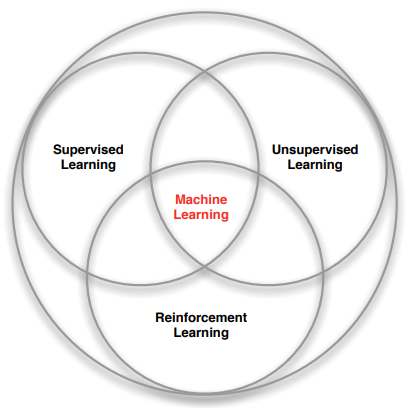 Supervised
Learning
Unsupervised
Learning
Machine
Learning
Reinforcement
Learning